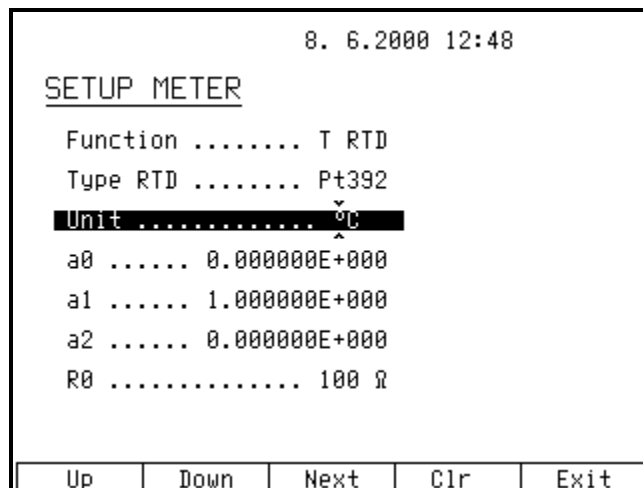 8. 6.2000 12:48
SETUP METER
Function ........ T RTD
Type RTD ........ Pt392
Unit ............. ºC
a0 ...... 0.000000E+000
a1 ...... 1.000000E+000
a2 ...... 0.000000E+000
R0 .............. 100 Ω
Up Down Next Clr Exit